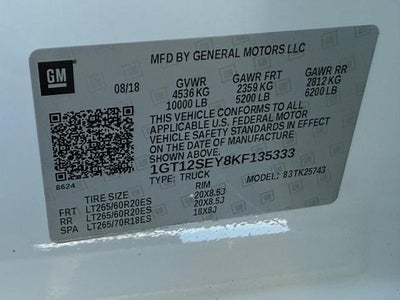 GM
MFD BY GENERAL MOTORS LLC
08/18 GVWR GAWR FRT GAWR RR
4536 KG 2359 KG 2812 KG
10000 LB 5200 LB 6200 LB
THIS VEHICLE CONFORMS TO ALL
APPLICABLE U.S. FEDERAL MOTOR
VEHICLE SAFETY STANDARDS IN EFFECT
ON THE DATE OF MANUFACTURE
SHOWN ABOVE.
1GT12SEY8KF135333
8624 TYPE: TRUCK MODEL: 83TK25743
TIRE SIZE RIM
FRT LT265/60R20ES 20X8.5J
RR LT265/60R20ES 20X8.5J
SPA LT265/70R18ES 18X8J